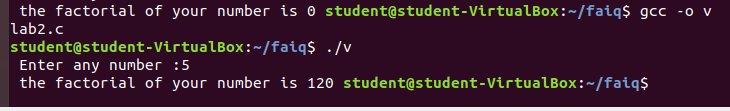 the factorial of your number is 0 student@student-VirtualBox:~/faiq$ gcc -o v
lab2.c
student@student-VirtualBox:~/faiq$ ./v
Enter any number :5
the factorial of your number is 120 student@student-VirtualBox:~/faiq$